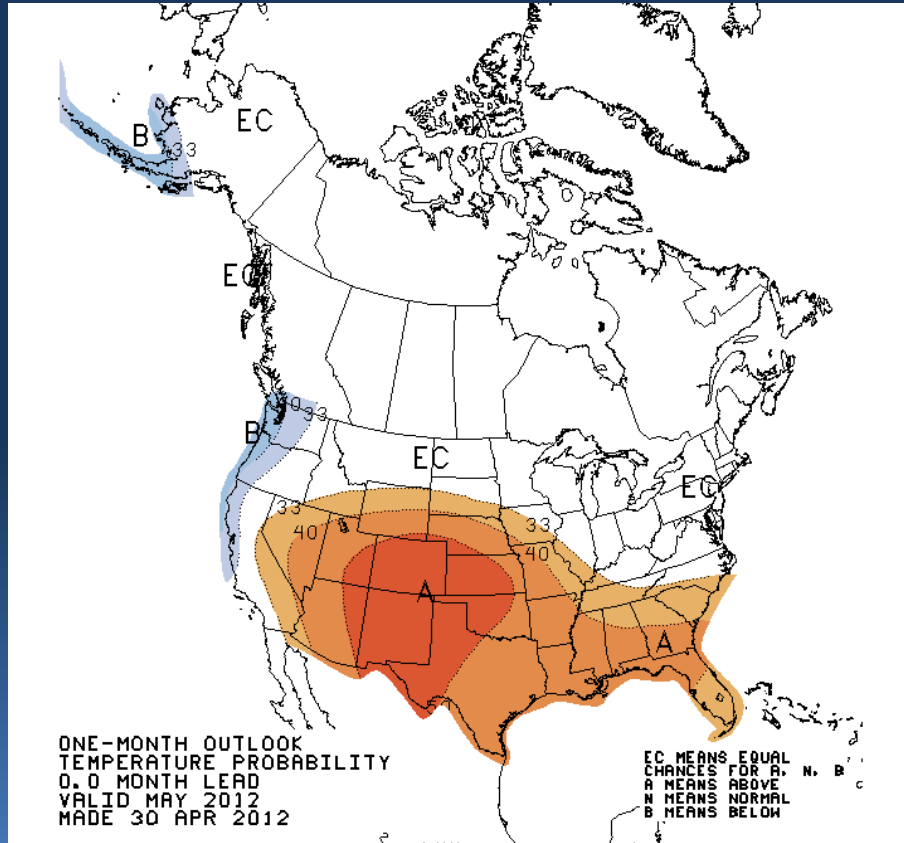 EC
B
33
EC
40
33
B
EC
EC
33
40
33
40
A
A
ONE-MONTH OUTLOOK
TEMPERATURE PROBABILITY
0.0 MONTH LEAD
VALID MAY 2012
MADE 30 APR 2012
EC MEANS EQUAL
CHANCES FOR A, N, B
A MEANS ABOVE
N MEANS NORMAL
B MEANS BELOW